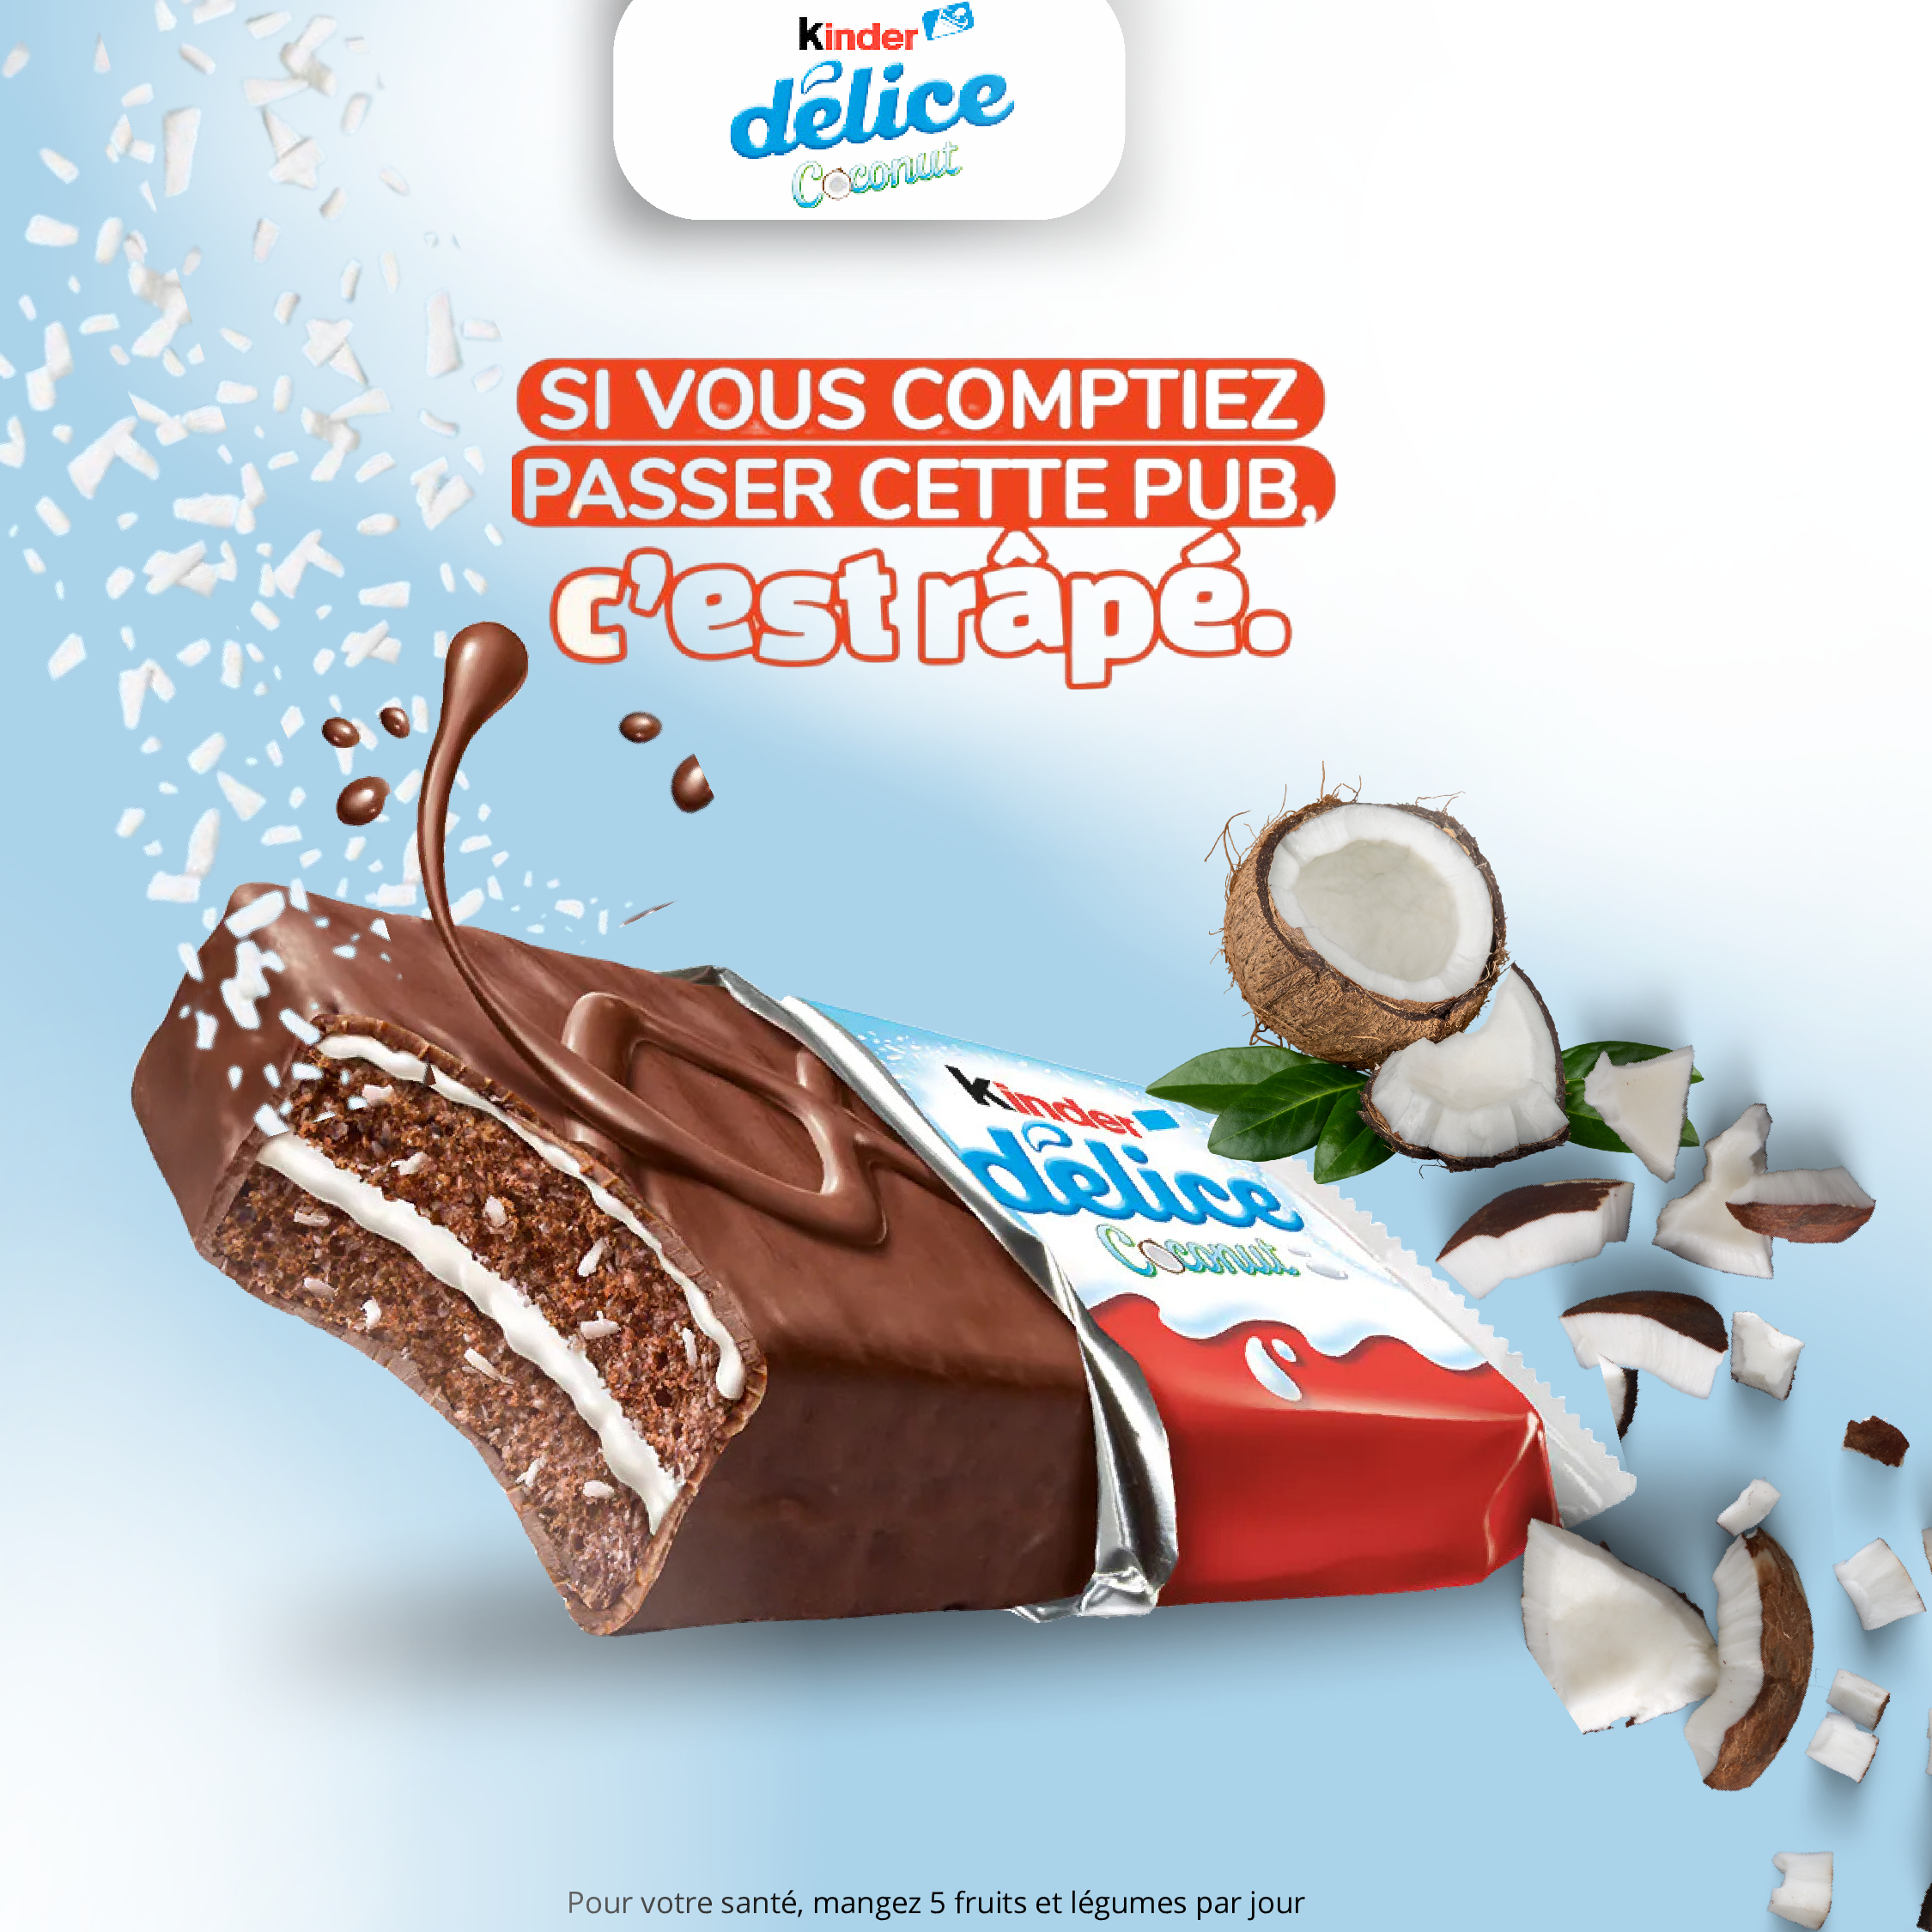 kinder
délice
Coconut
SI VOUS COMPTIEZ
PASSER CETTE PUB,
c'est râpé.
kinder
délice
Coconut
Pour votre santé, mangez 5 fruits et légumes par jour